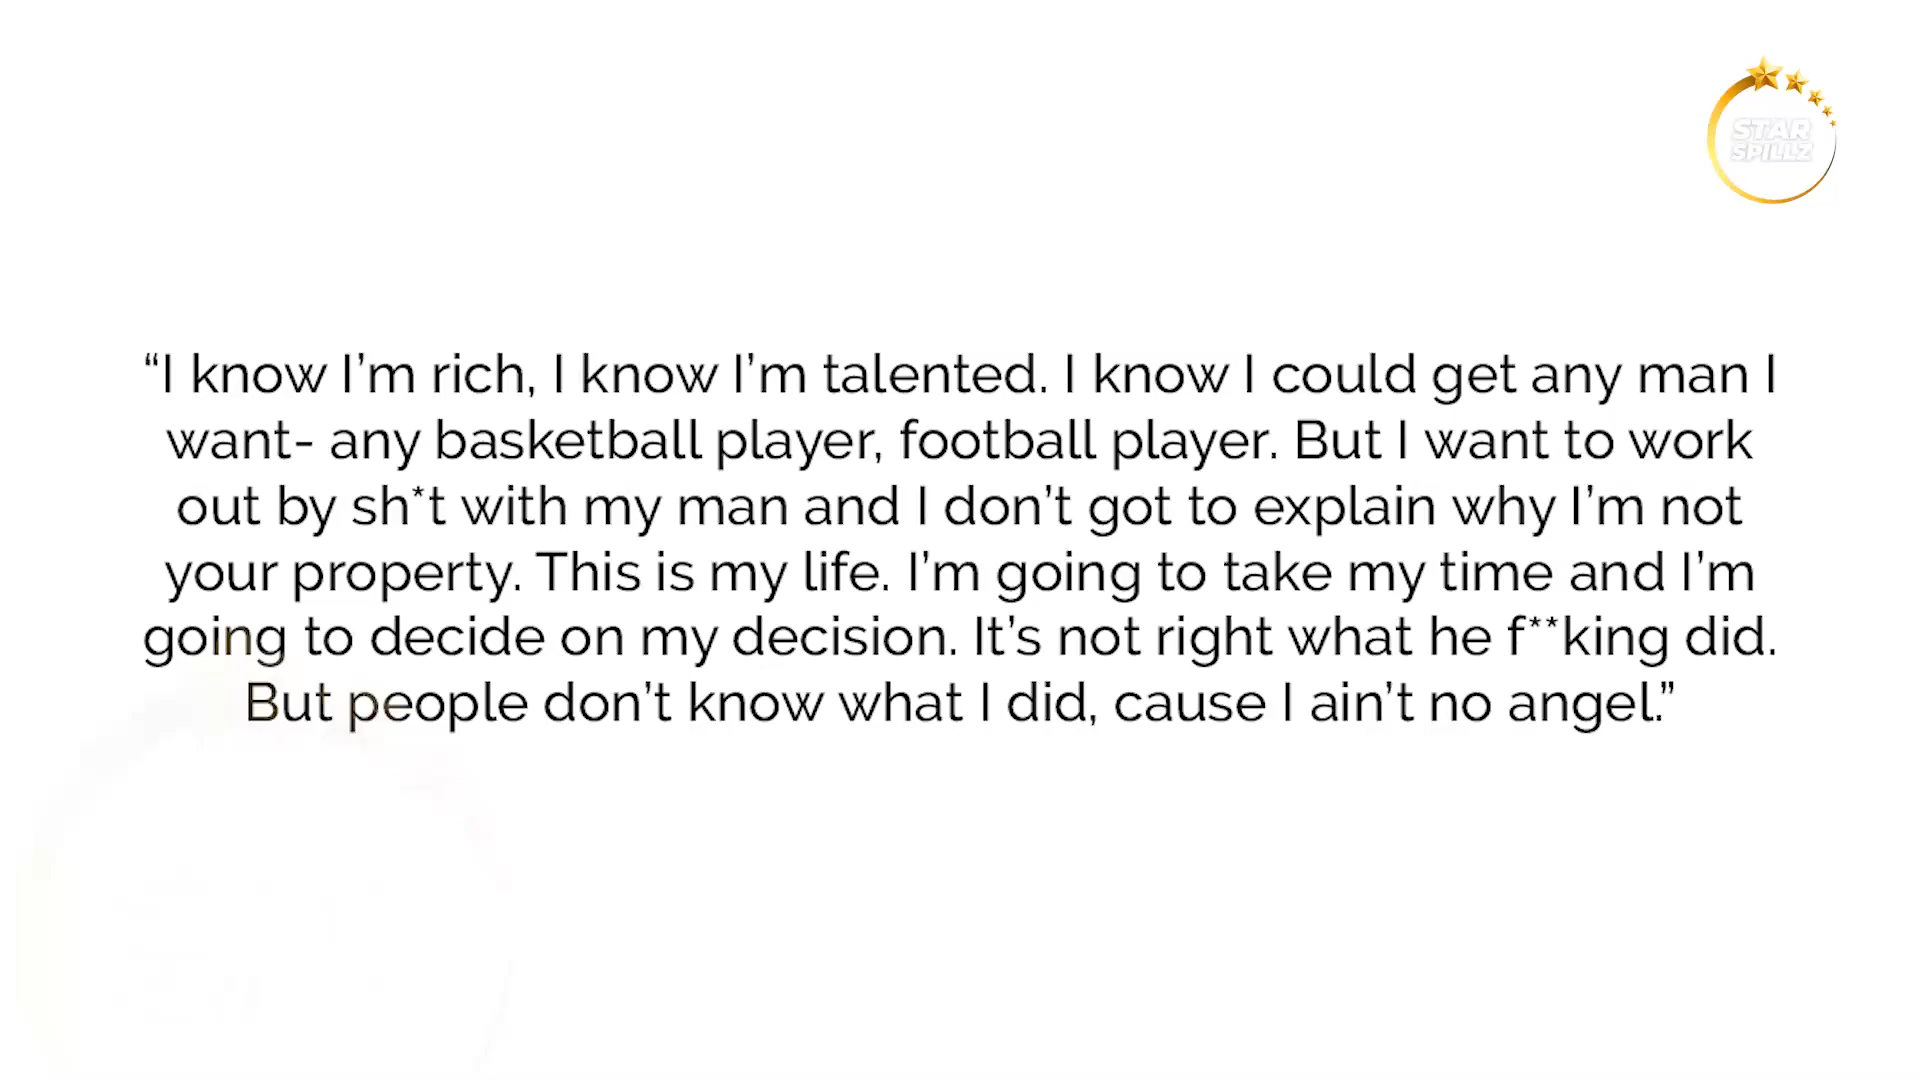 STAR
SPILLZ
“I know I’m rich, I know I’m talented. I know I could get any man I
want- any basketball player, football player. But I want to work
out by sh*t with my man and I don’t got to explain why I’m not
your property. This is my life. I’m going to take my time and I’m
going to decide on my decision. It’s not right what he f**king did.
But people don’t know what I did, cause I ain’t no angel.”